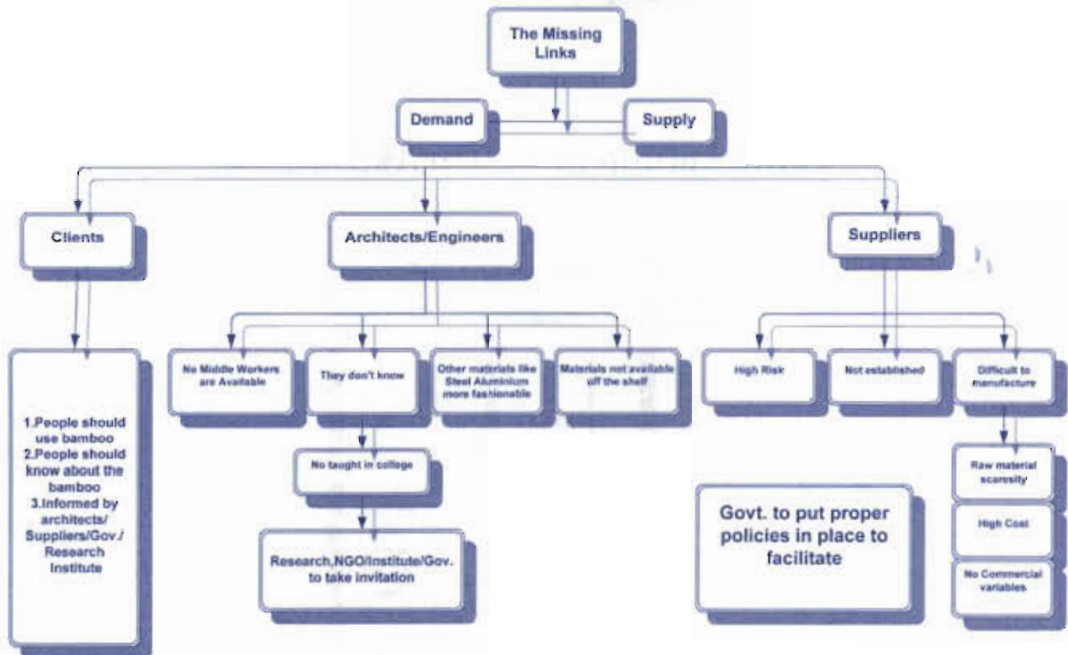 The Missing
Links
Demand
Supply
Clients
Architects/Engineers
Suppliers
No Middle Workers
are Available
They don't know
Other materials like
Steel Aluminium
more fashionable
Materials not available
off the shelf
High Risk
Not established
Difficult to
manufacture
1.People should
use bamboo
2.People should
know about the
bamboo
3.Informed by
architects/
Suppliers/Gov./
Research
Institute
No taught in college
Research,NGO/Institute/Gov.
to take invitation
Govt. to put proper
policies in place to
facilitate
Raw material
scaresity
High Cost
No Commercial
variables